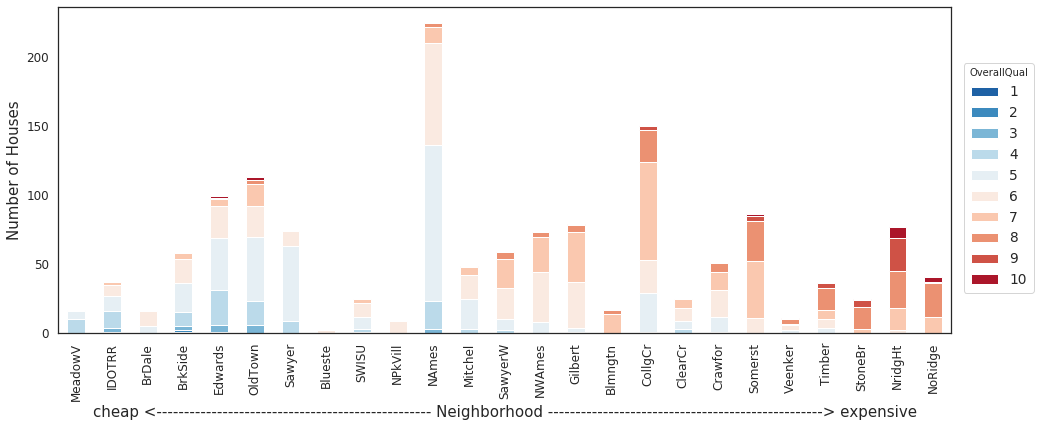 Number of Houses
200
150
100
50
0
MeadowV
IDOTRR
BrDale
BrkSide
Edwards
OldTown
Sawyer
Blueste
SWISU
NPkVill
NAmes
Mitchel
SawyerW
NWAmes
Gilbert
Blmngtn
CollgCr
ClearCr
Crawfor
Somerst
Veenker
Timber
StoneBr
NridgHt
NoRidge
cheap <------------------------------------------------ Neighborhood ------------------------------------------------> expensive
OverallQual
1
2
3
4
5
6
7
8
9
10